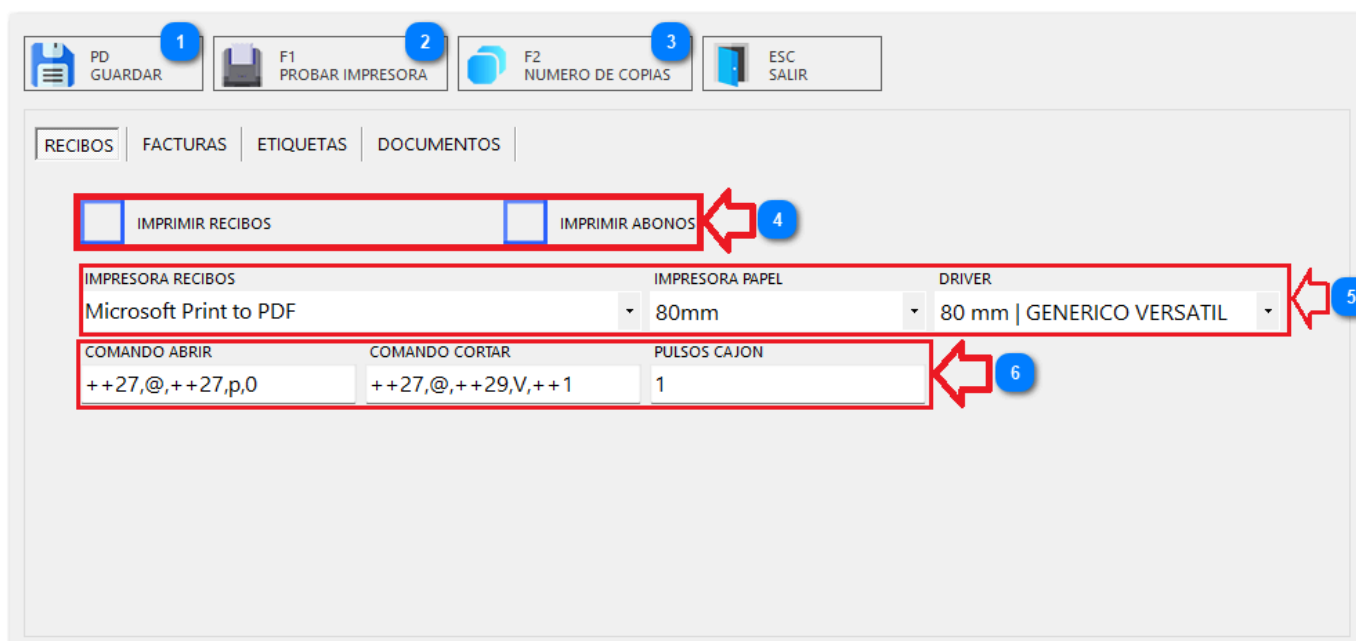 PD
GUARDAR
1
F1
PROBAR IMPRESORA
2
F2
NUMERO DE COPIAS
3
ESC
SALIR
RECIBOS FACTURAS ETIQUETAS DOCUMENTOS
IMPRIMIR RECIBOS IMPRIMIR ABONOS 4
IMPRESORA RECIBOS IMPRESORA PAPEL DRIVER
Microsoft Print to PDF 80mm 80 mm | GENERICO VERSATIL 5
COMANDO ABRIR COMANDO CORTAR PULSOS CAJON
++27,@,++27,p,0 ++27,@,++29,V,++1 1 6